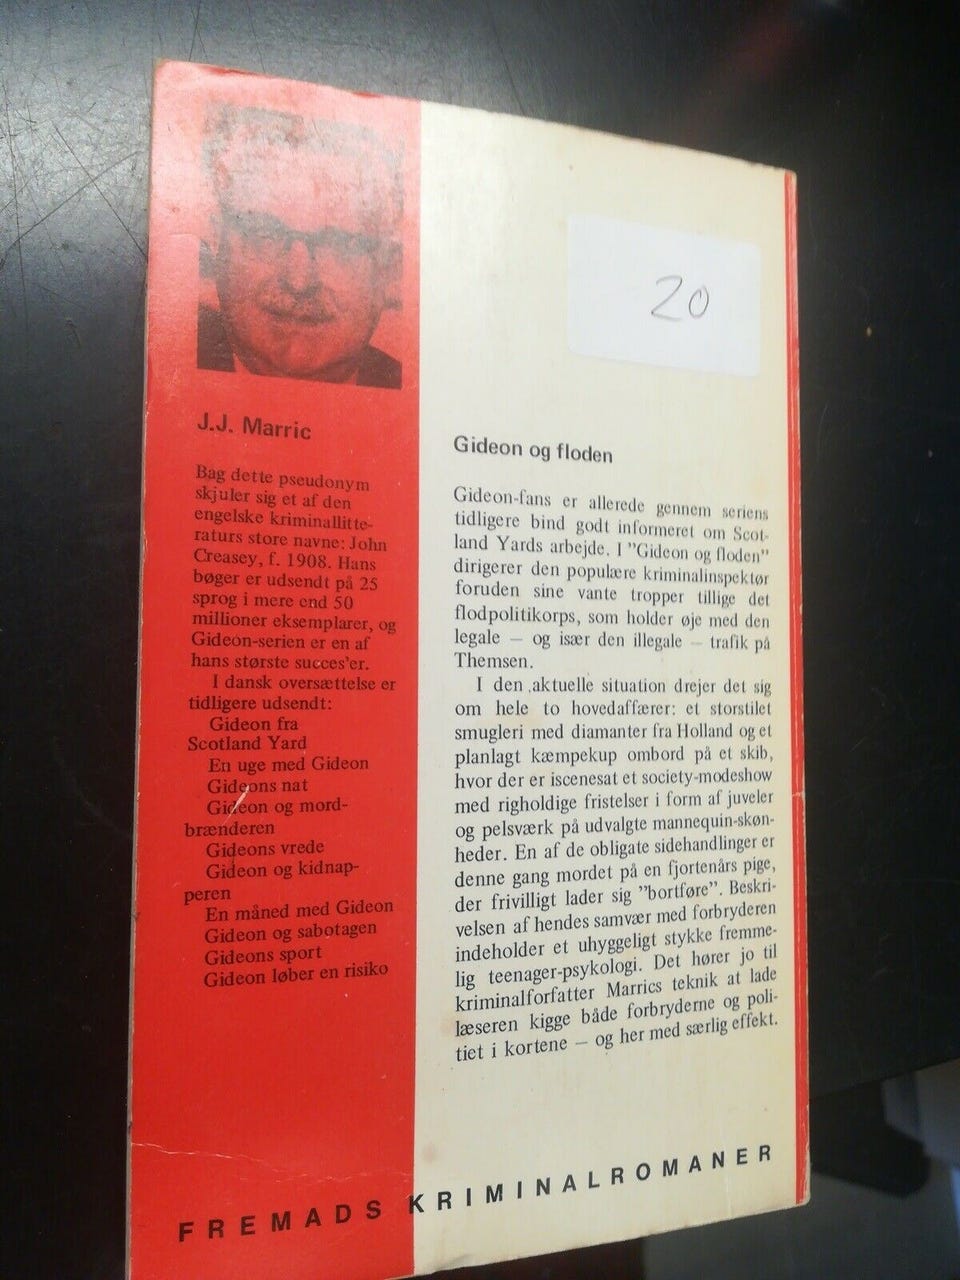 J.J. Marric
Bag dette pseudonym
skjuler sig et af den
engelske kriminallitte-
raturs store navne: John
Creasey, f. 1908. Hans
bøger er udsendt på 25
sprog i mere end 50
millioner eksemplarer, og
Gideon-serien er en af
hans største succes'er.
I dansk oversættelse er
tidligere udsendt:
Gideon fra
Scotland Yard
En uge med Gideon
Gideons nat
Gideon og mord-
brænderen
Gideons vrede
Gideon og kidnap-
peren
En måned med Gideon
Gideon og sabotagen
Gideons sport
Gideon løber en risiko
20
Gideon og floden
Gideon-fans er allerede gennem seriens
tidligere bind godt informeret om Scot-
land Yards arbejde. I "Gideon og floden"
dirigerer den populære kriminalinspektør
foruden sine vante tropper tillige det
flodpolitikorps, som holder øje med den
legale — og især den illegale — trafik på
Themsen.
I den aktuelle situation drejer det sig
om hele to hovedaffærer: et storstilet
smugleri med diamanter fra Holland og et
planlagt kæmpekup ombord på et skib,
hvor der er iscenesat et society-modeshow
med righoldige fristelser i form af juveler
og pelsværk på udvalgte mannequin-skøn-
heder. En af de obligate sidehandlinger er
denne gang mordet på en fjortenårs pige,
der frivilligt lader sig "bortføre". Beskri-
velsen af hendes samvær med forbryderen
indeholder et uhyggeligt stykke fremme-
lig teenager-psykologi. Det hører jo til
kriminalforfatter Marrics teknik at lade
læseren kigge både forbryderne og poli-
tiet i kortene — og her med særlig effekt.
FREMADS KRIMINALROMANER